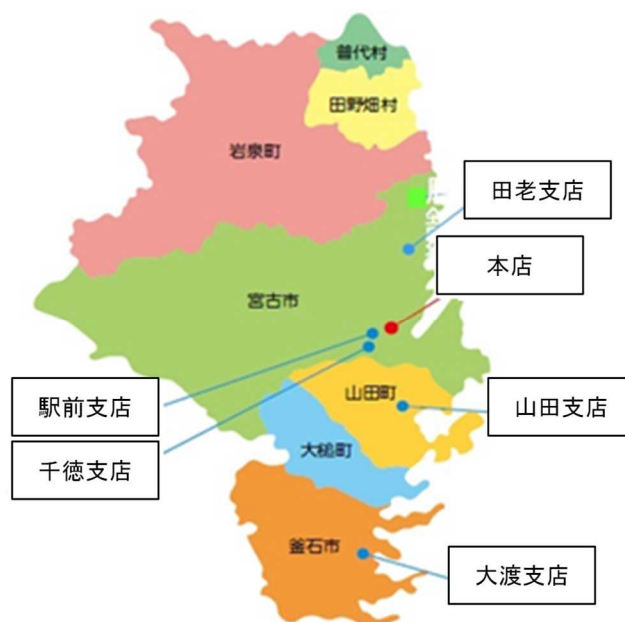 普代村
田野畑村
岩泉町
田老支店
本店
宮古市
駅前支店
山田町
山田支店
千徳支店
大槌町
釜石市
大渡支店